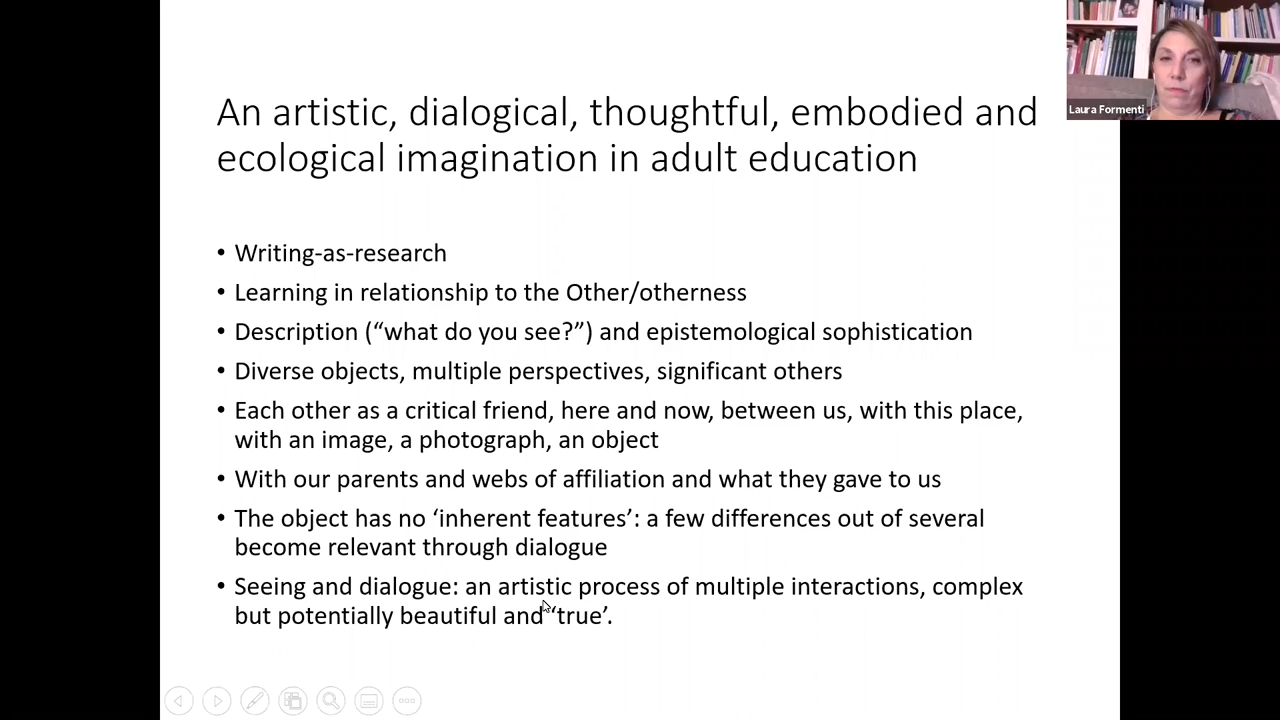 Laura Formenti
An artistic, dialogical, thoughtful, embodied and
ecological imagination in adult education
• Writing-as-research
• Learning in relationship to the Other/otherness
• Description (“what do you see?”) and epistemological sophistication
• Diverse objects, multiple perspectives, significant others
• Each other as a critical friend, here and now, between us, with this place,
with an image, a photograph, an object
• With our parents and webs of affiliation and what they gave to us
• The object has no ‘inherent features’: a few differences out of several
become relevant through dialogue
• Seeing and dialogue: an artistic process of multiple interactions, complex
but potentially beautiful and ‘true’.